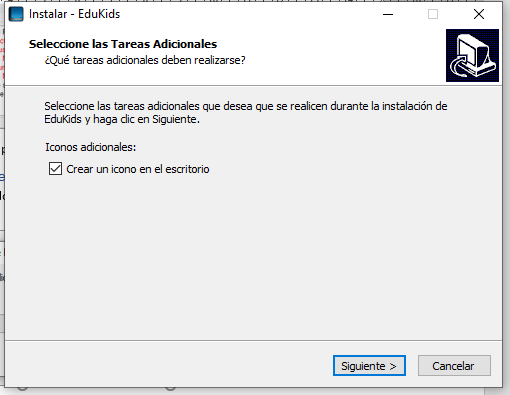 Instalar - EduKids
Seleccione las Tareas Adicionales
¿Qué tareas adicionales deben realizarse?
Seleccione las tareas adicionales que desea que se realicen durante la instalación de
EduKids y haga clic en Siguiente.
Iconos adicionales:
Crear un icono en el escritorio
Siguiente >
Cancelar